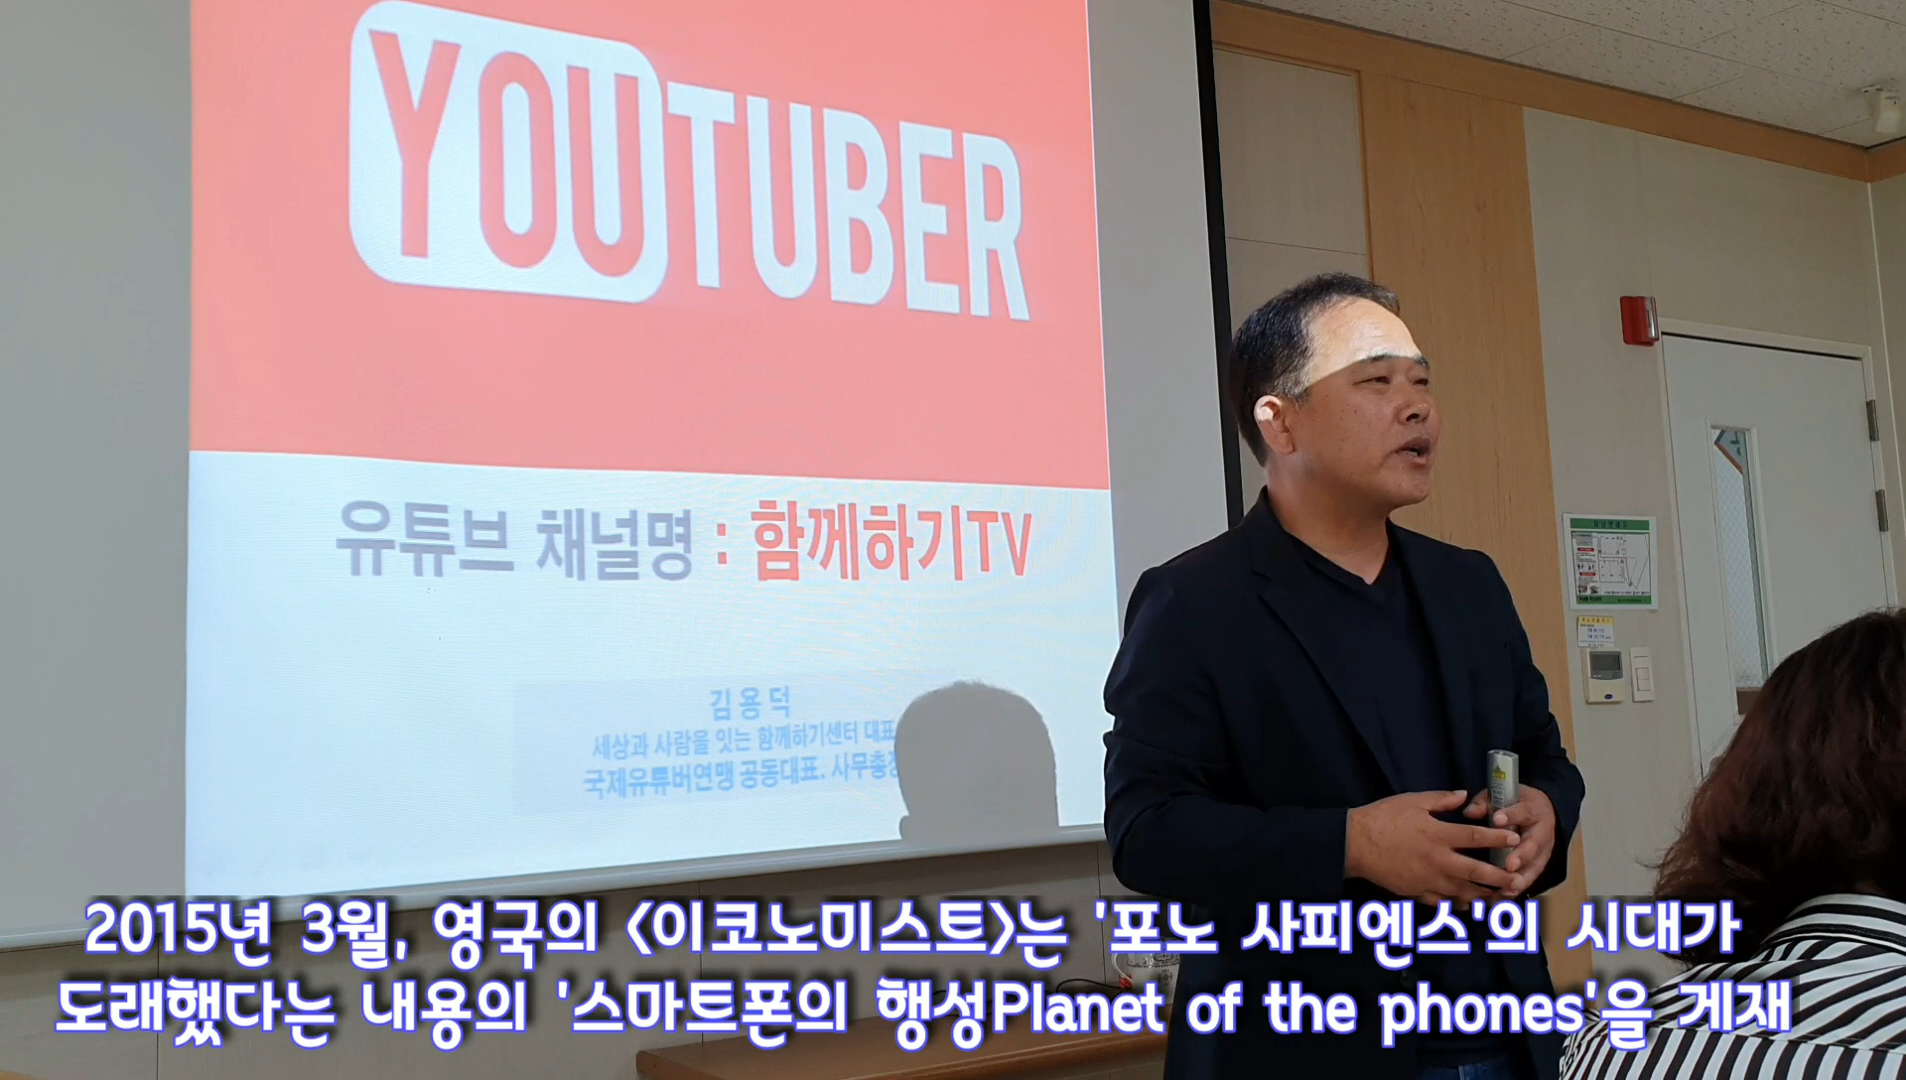 YOUTUBER
유튜브 채널명 : 함께하기TV
김용덕
세상과 사람을 잇는 함께하기센터 대표
국제유튜버연맹 공동대표. 사무총장
2015년 3월, 영국의 <이코노미스트>는 '포노 사피엔스'의 시대가
도래했다는 내용의 '스마트폰의 행성Planet of the phones'을 게재